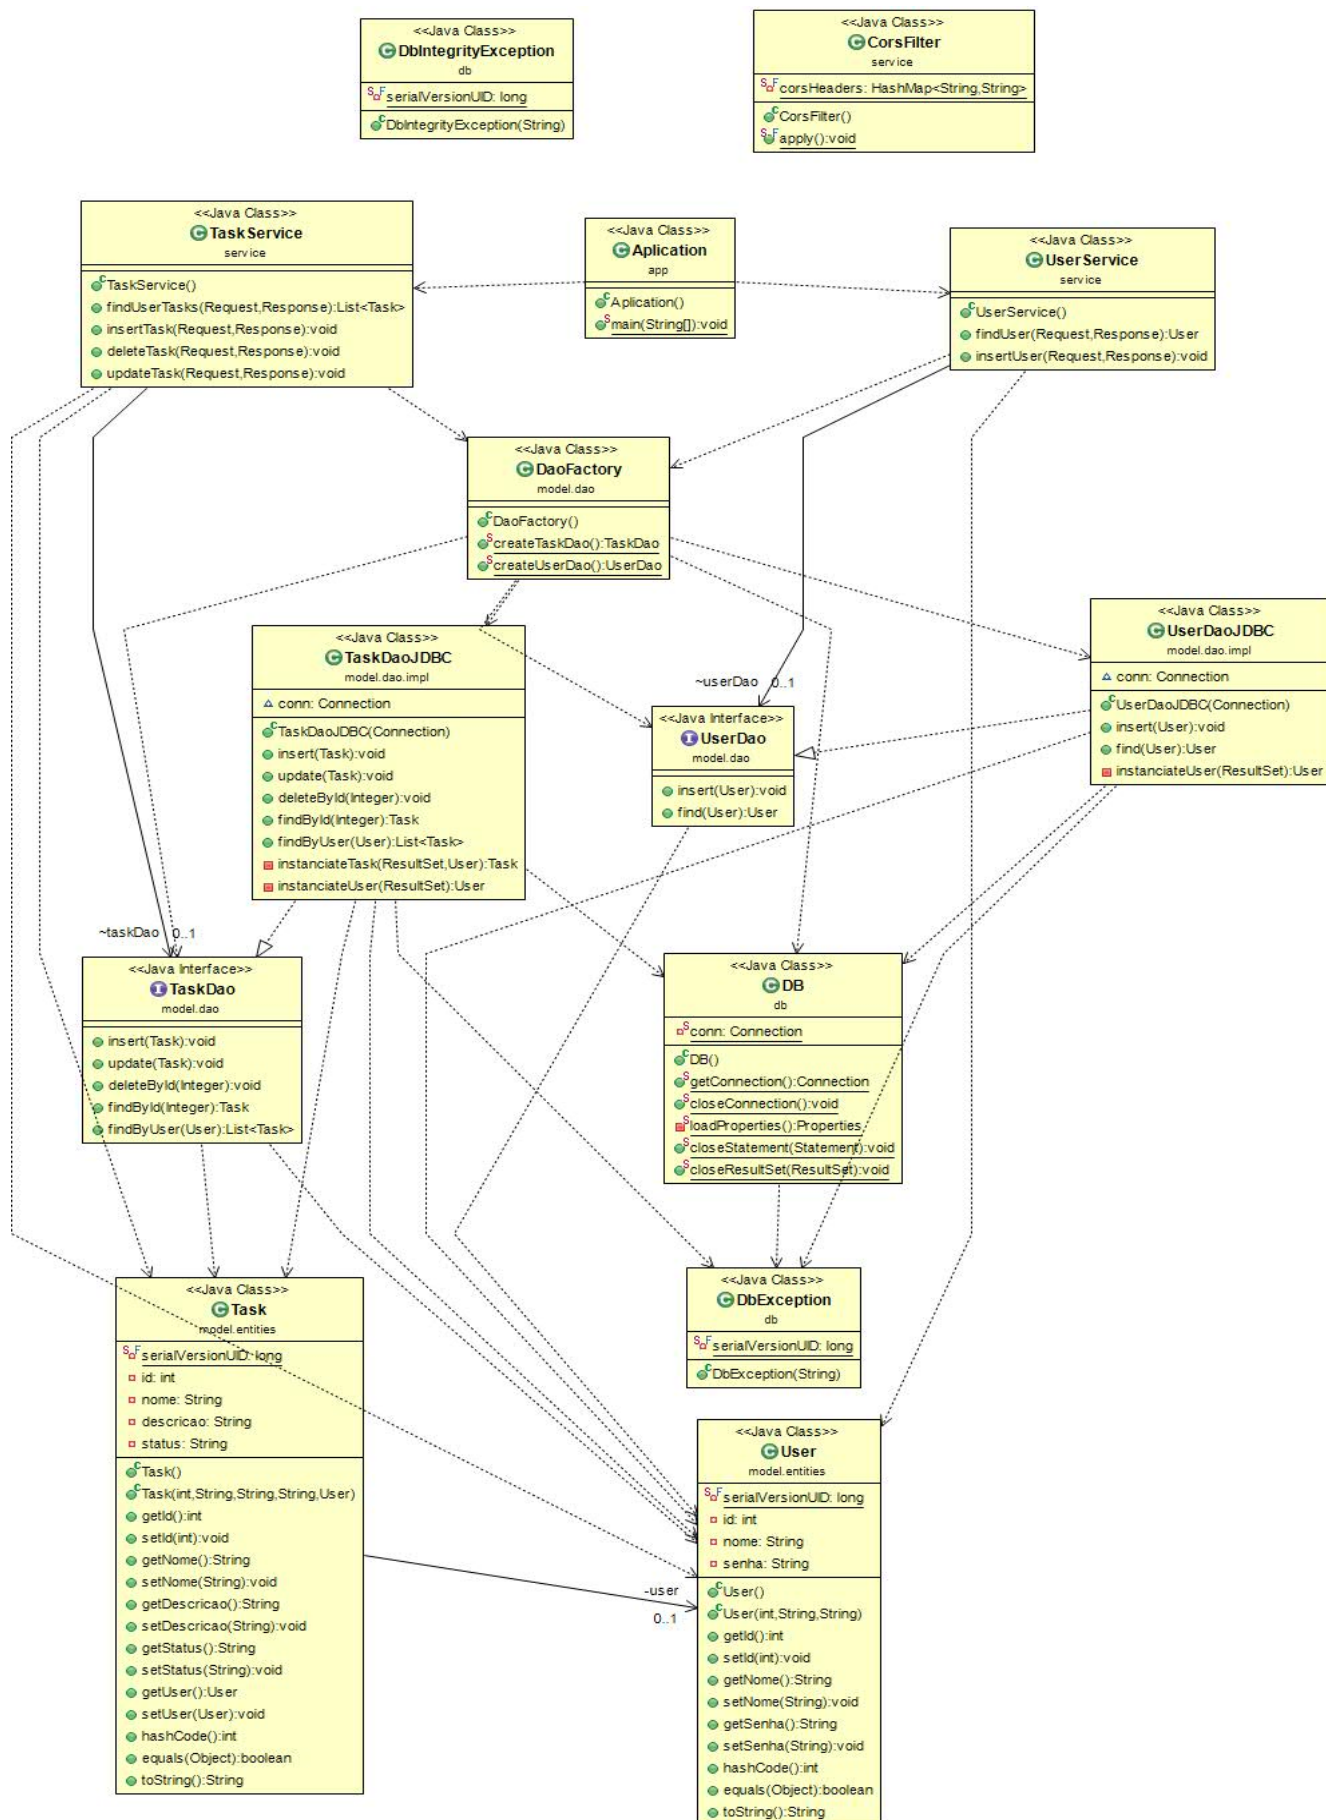 <<Java Class>>
DbIntegrityException
db
serialVersionUID: long
DbIntegrityException(String)
<<Java Class>>
CorsFilter
service
corsHeaders: HashMap<String,String>
CorsFilter()
apply():void
<<Java Class>>
TaskService
service
TaskService()
findUserTasks(Request,Response):List<Task>
insertTask(Request,Response):void
deleteTask(Request,Response):void
updateTask(Request,Response):void
<<Java Class>>
Aplication
app
Aplication()
main(String[]):void
<<Java Class>>
UserService
service
UserService()
findUser(Request,Response):User
insertUser(Request,Response):void
<<Java Class>>
DaoFactory
model.dao
DaoFactory()
createTaskDao():TaskDao
createUserDao():UserDao
<<Java Class>>
TaskDaoJDBC
model.dao.impl
conn: Connection
TaskDaoJDBC(Connection)
insert(Task):void
update(Task):void
deleteById(Integer):void
findById(Integer):Task
findByUser(User):List<Task>
instanciateTask(ResultSet,User):Task
instanciateUser(ResultSet):User
~userDao 0..1
<<Java Interface>>
UserDao
model.dao
insert(User):void
find(User):User
<<Java Class>>
UserDaoJDBC
model.dao.impl
conn: Connection
UserDaoJDBC(Connection)
insert(User):void
find(User):User
instanciateUser(ResultSet):User
~taskDao 0..1
<<Java Interface>>
TaskDao
model.dao
insert(Task):void
update(Task):void
deleteById(Integer):void
findById(Integer):Task
findByUser(User):List<Task>
<<Java Class>>
DB
db
conn: Connection
DB()
getConnection():Connection
closeConnection():void
loadProperties():Properties
closeStatement(Statement):void
closeResultSet(ResultSet):void
<<Java Class>>
DbException
db
serialVersionUID: long
DbException(String)
<<Java Class>>
Task
model.entities
serialVersionUID: long
id: int
nome: String
descricao: String
status: String
Task()
Task(int,String,String,String,User)
getId():int
setId(int):void
getNome():String
setNome(String):void
getDescricao():String
setDescricao(String):void
getStatus():String
setStatus(String):void
getUser():User
setUser(User):void
hashCode():int
equals(Object):boolean
toString():String
-user
0..1
<<Java Class>>
User
model.entities
serialVersionUID: long
id: int
nome: String
senha: String
User()
User(int,String,String)
getId():int
setId(int):void
getNome():String
setNome(String):void
getSenha():String
setSenha(String):void
hashCode():int
equals(Object):boolean
toString():String